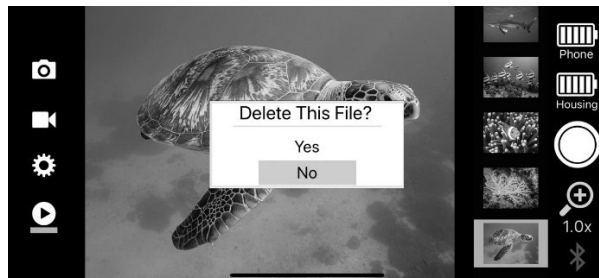 Delete This File?
Yes
No
Phone
Housing
1.0x